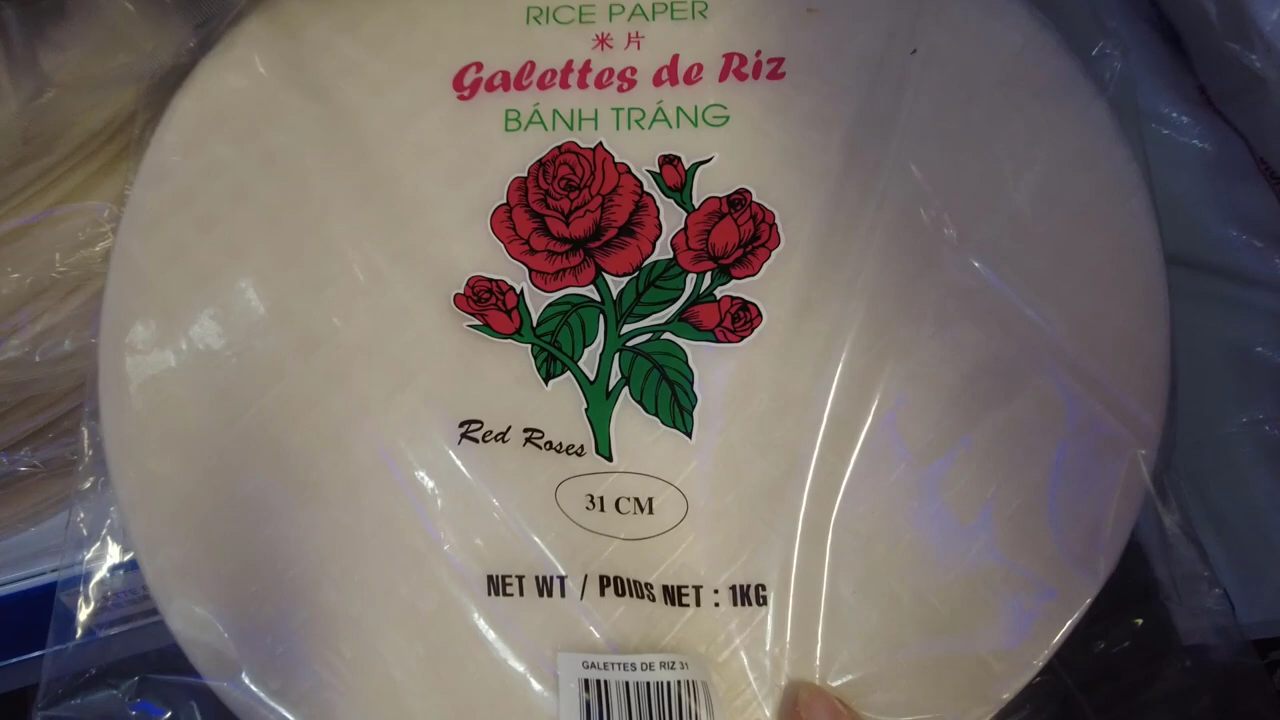 RICE PAPER
米片
Galettes de Riz
BÁNH TRÁNG
Red Roses
31 CM
NET WT / POIDS NET : 1KG
GALETTES DE RIZ 31